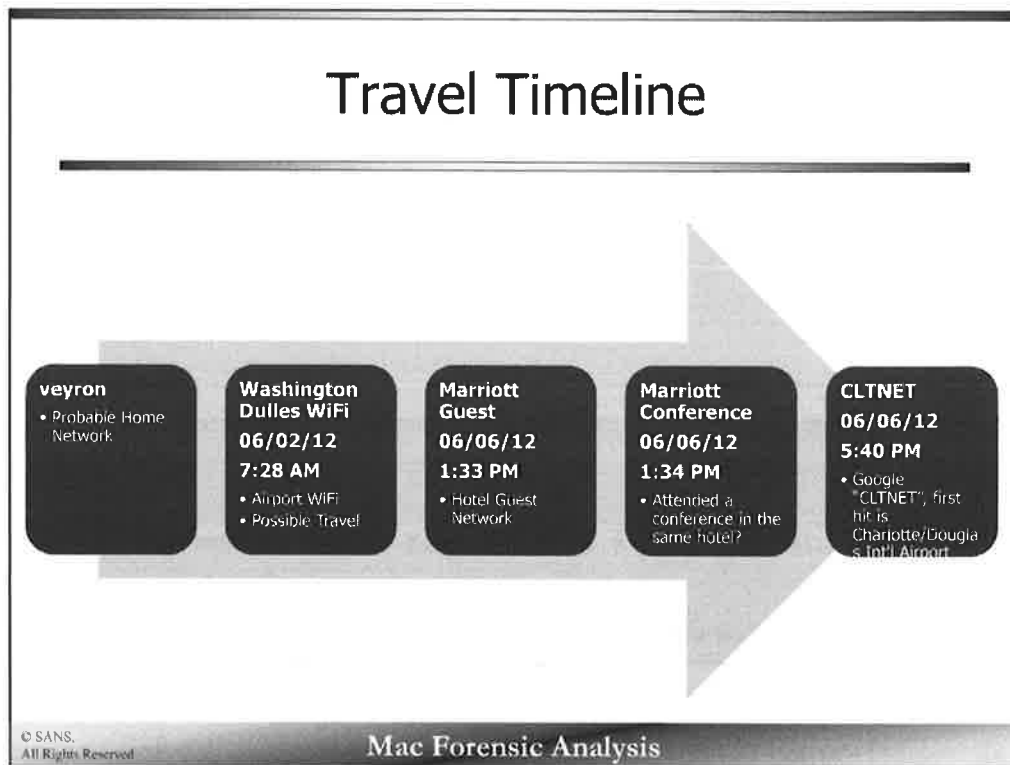 Travel Timeline
veyron
• Probable Home
Network
Washington
Dulles WiFi
06/02/12
7:28 AM
• Airport WiFi
• Possible Travel
Marriott
Guest
06/06/12
1:33 PM
• Hotel Guest
Network
Marriott
Conference
06/06/12
1:34 PM
• Attended a
conference in the
same hotel?
CLTNET
06/06/12
5:40 PM
• Google
"CLTNET", first
hit is
Charlotte/Dougla
s Int'l Airport
© SANS,
All Rights Reserved
Mac Forensic Analysis